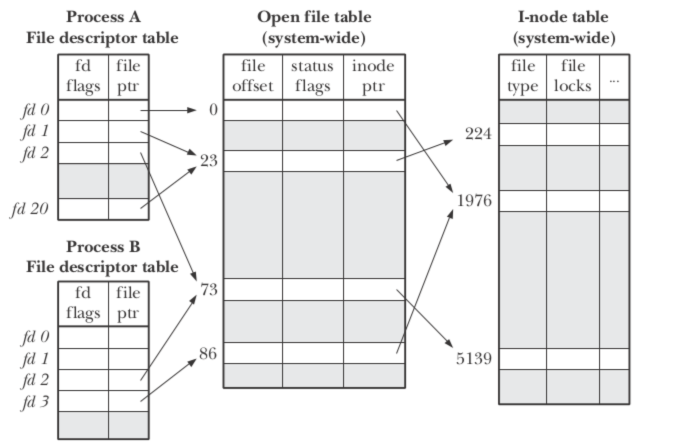 Process A
File descriptor table
fd
flags
file
ptr
fd 0
fd 1
fd 2
fd 20
Process B
File descriptor table
fd
flags
file
ptr
fd 0
fd 1
fd 2
fd 3
Open file table
(system-wide)
file
offset
status
flags
inode
ptr
0
23
73
86
I-node table
(system-wide)
file
type
file
locks
...
224
1976
5139